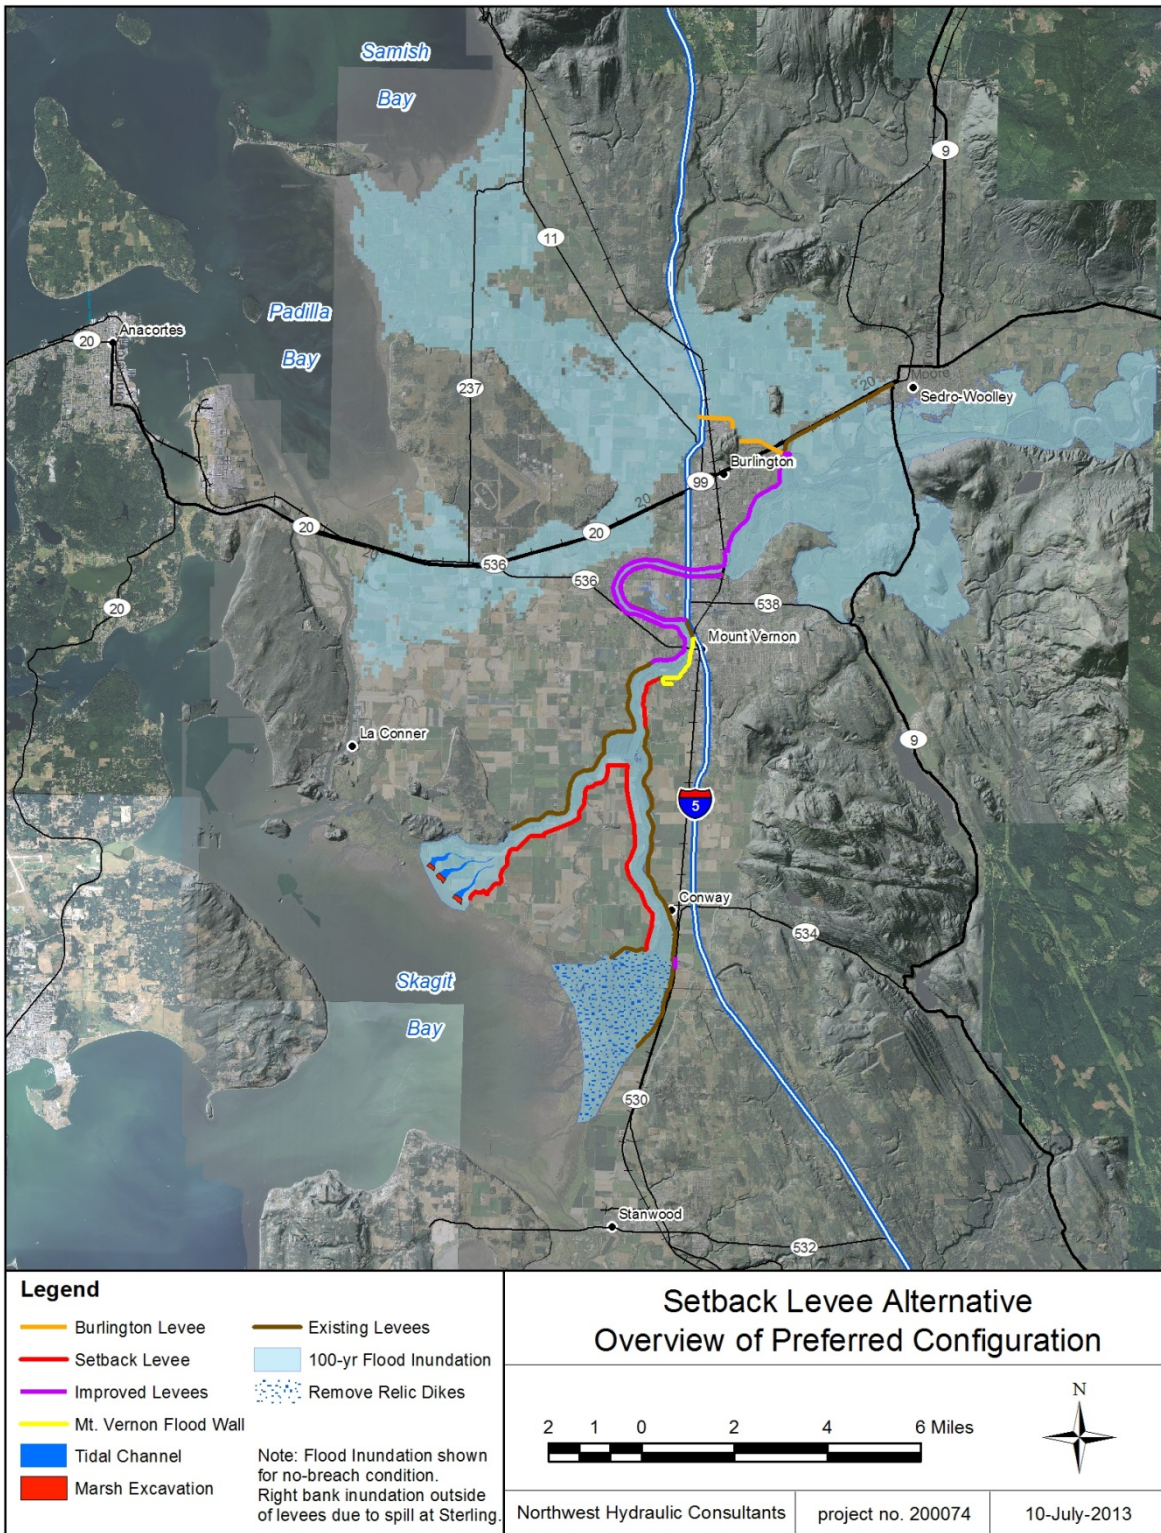 Samish
Bay
9
11
Padilla
Bay
Anacortes
20
237
20
Moore
Sedro-Woolley
Burlington
99
20
20
20
20
536
536
538
Mount Vernon
20
La Conner
9
5
Conway
534
Skagit
Bay
530
Stanwood
532
Legend
Burlington Levee
Setback Levee
Improved Levees
Mt. Vernon Flood Wall
Tidal Channel
Marsh Excavation
Existing Levees
100-yr Flood Inundation
Remove Relic Dikes
Note: Flood Inundation shown
for no-breach condition.
Right bank inundation outside
of levees due to spill at Sterling.
Setback Levee Alternative
Overview of Preferred Configuration
2 1 0 2 4 6 Miles
N
Northwest Hydraulic Consultants
project no. 200074
10-July-2013